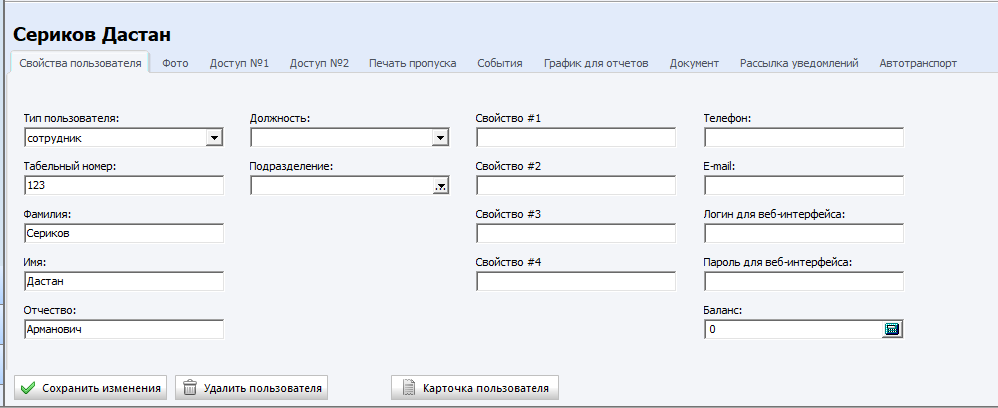 Сериков Дастан
Свойства пользователя Фото Доступ №1 Доступ №2 Печать пропуска События График для отчетов Документ Рассылка уведомлений Автотранспорт
Тип пользователя: Должность: Свойство #1 Телефон:
сотрудник
Табельный номер: Подразделение: Свойство #2 E-mail:
123
Фамилия: Свойство #3 Логин для веб-интерфейса:
Сериков
Имя: Свойство #4 Пароль для веб-интерфейса:
Дастан
Отчество: Баланс:
Арманович 0
Сохранить изменения Удалить пользователя Карточка пользователя